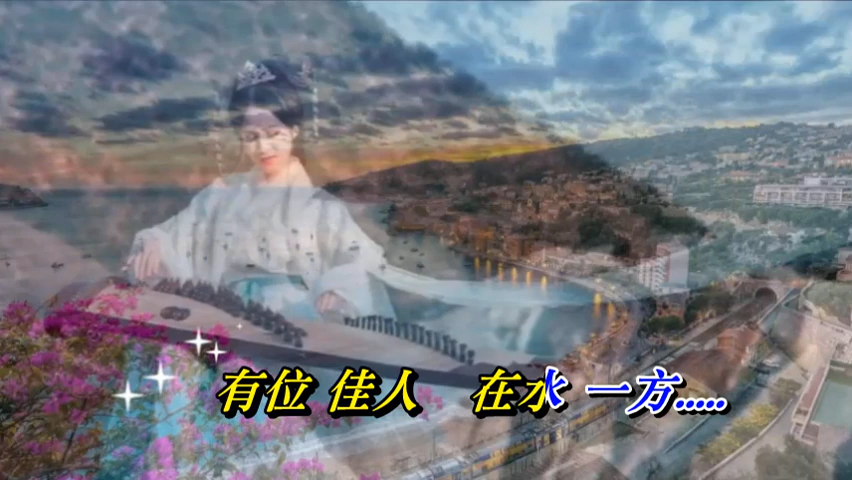 有位 佳人 在水 一方.....